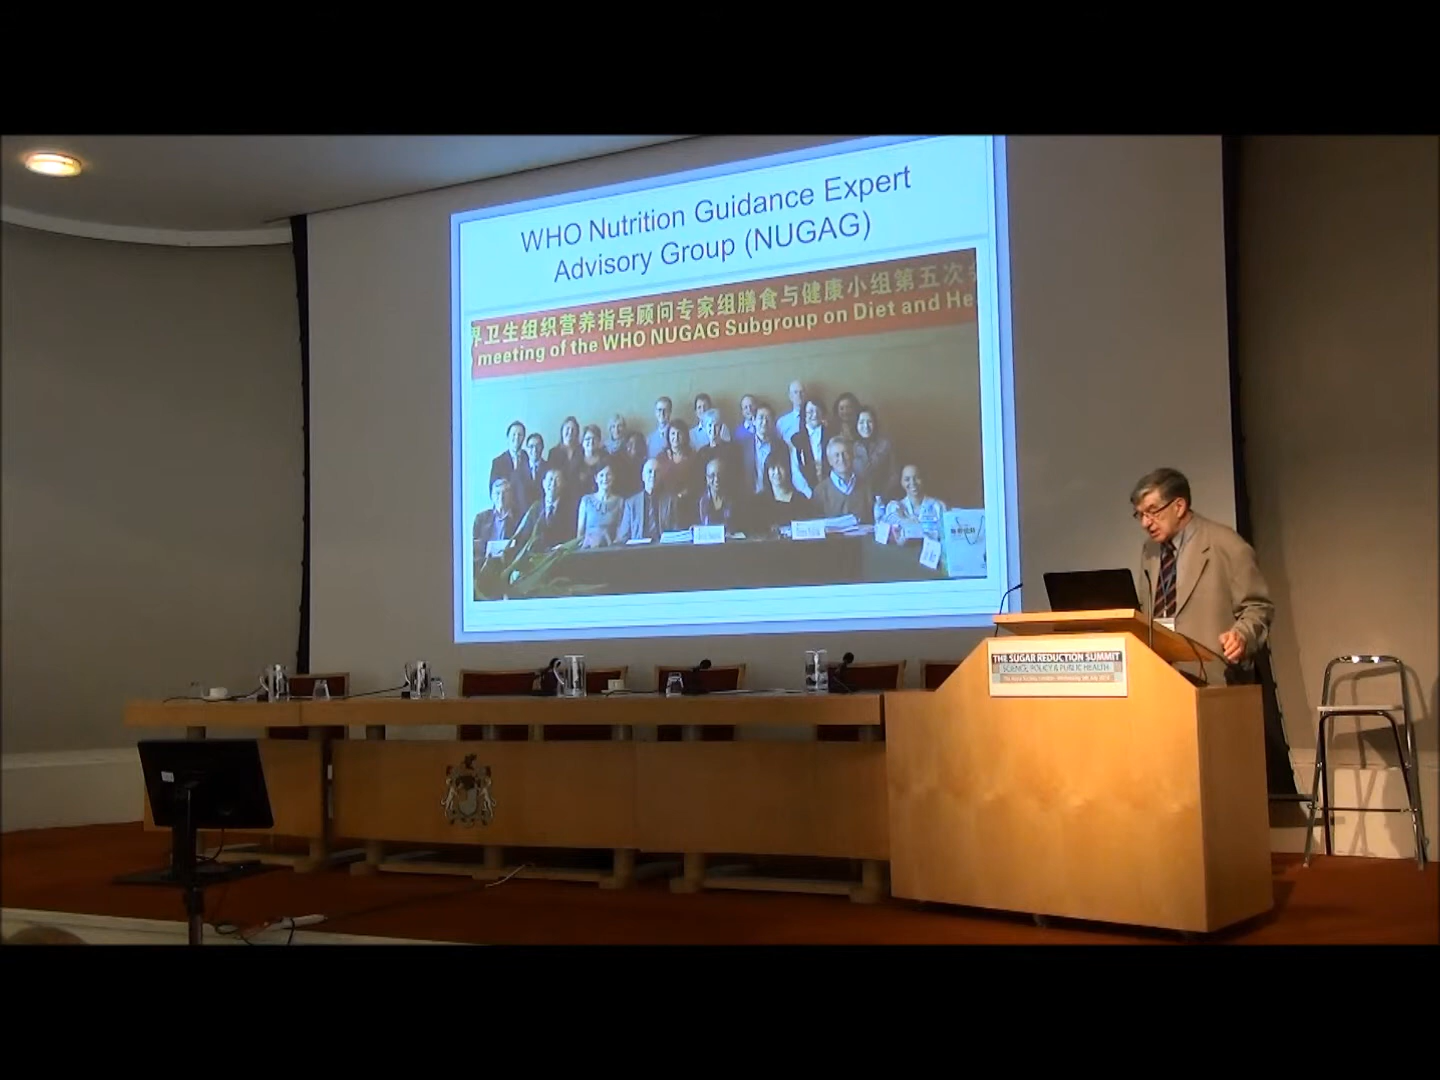 WHO Nutrition Guidance Expert
Advisory Group (NUGAG)
界卫生组织营养指导顾问专家组膳食与健康小组第五次
meeting of the WHO NUGAG Subgroup on Diet and He
THE SUGAR REDUCTION SUMMIT
SCIENCE, POLICY & PUBLIC HEALTH